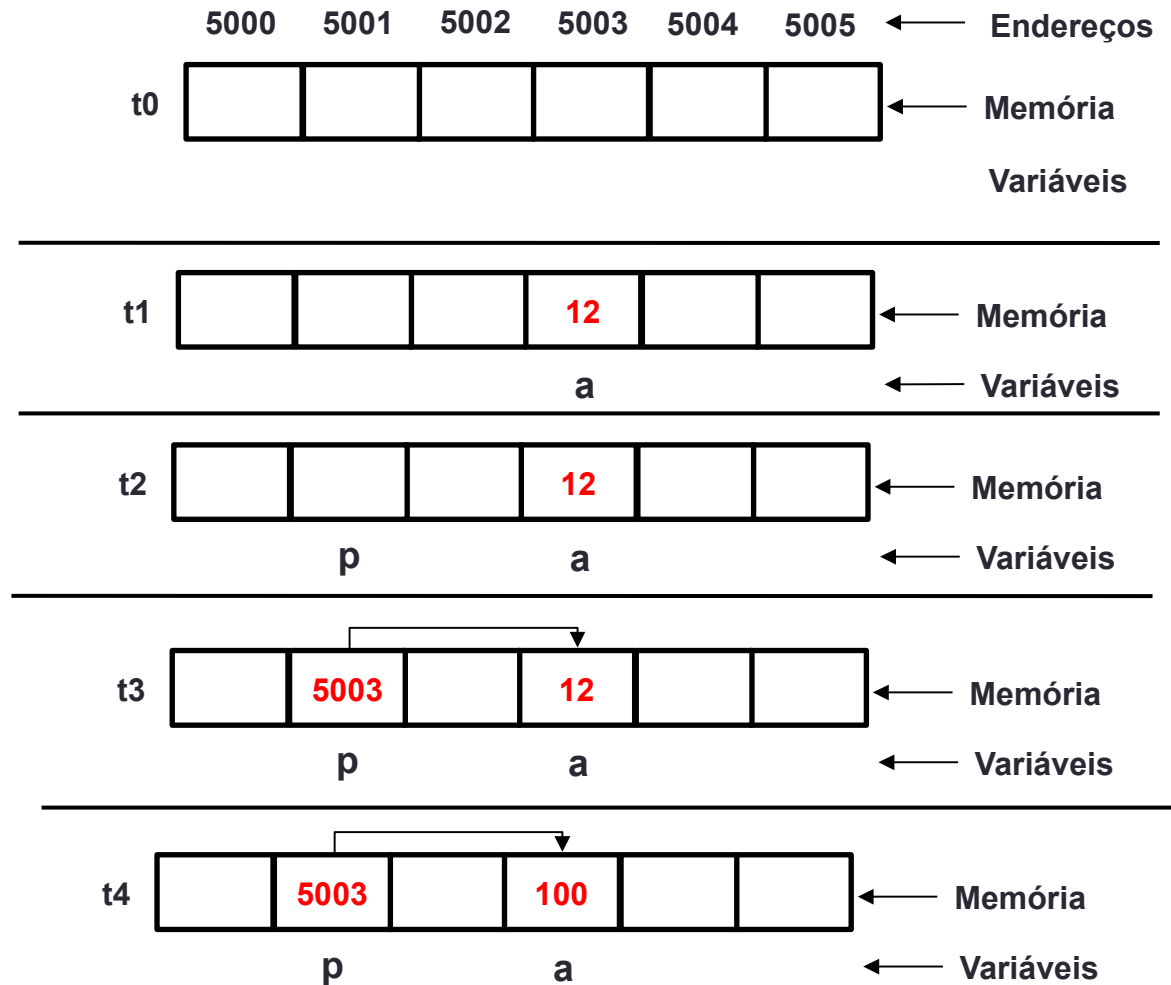 5000 5001 5002 5003 5004 5005 Endereços
t0 Memória
Variáveis
t1 12 Memória
a Variáveis
t2 12 Memória
p a Variáveis
t3 5003 12 Memória
p a Variáveis
t4 5003 100 Memória
p a Variáveis